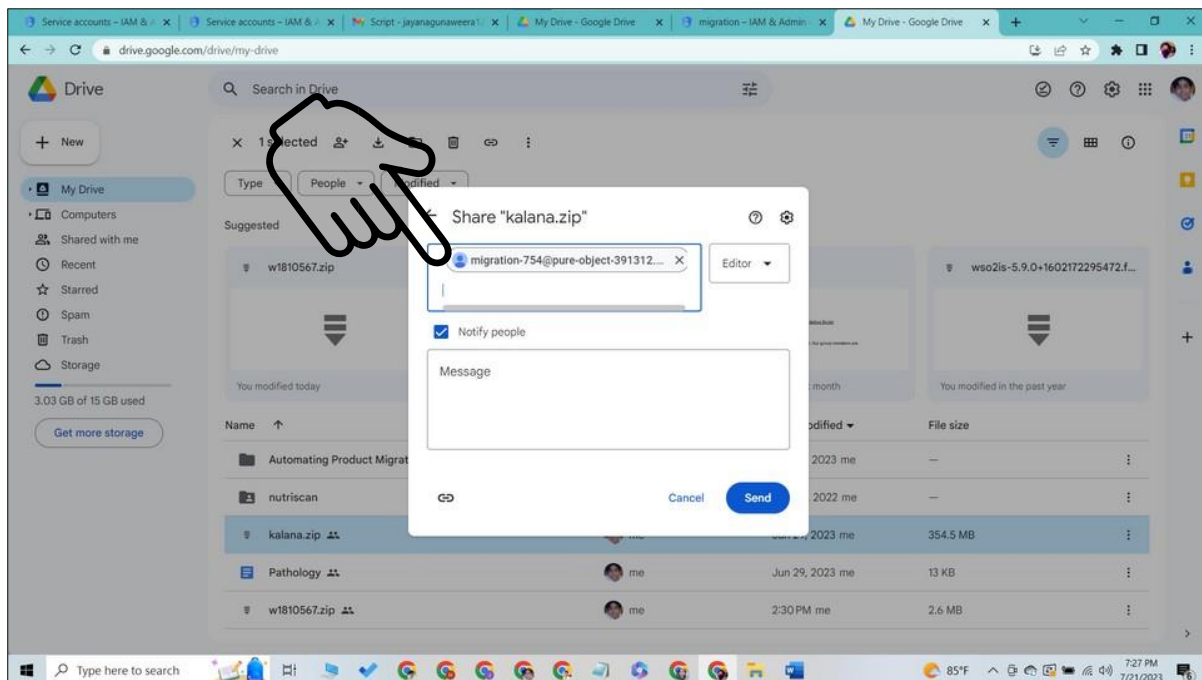 Service accounts – IAM & A
Service accounts – IAM & A
Script - jayanagunaweera1
My Drive - Google Drive
migration – IAM & Admin
My Drive - Google Drive
drive.google.com/drive/my-drive
Drive
Search in Drive
New
1 selected
My Drive
Type
People
Modified
Computers
Share "kalana.zip"
Suggested
Shared with me
Recent
w1810567.zip
migration-754@pure-object-391312....
Editor
wso2is-5.9.0+1602172295472.f...
Starred
Spam
Notify people
Trash
Storage
Message
You modified today
month
You modified in the past year
3.03 GB of 15 GB used
Get more storage
Name
File size
Automating Product Migrat
2023 me
—
nutriscan
Cancel
Send
2022 me
—
kalana.zip
2023 me
354.5 MB
Pathology
me
Jun 29, 2023 me
13 KB
w1810567.zip
me
2:30 PM me
2.6 MB
Type here to search
85°F
7:27 PM
7/21/2023